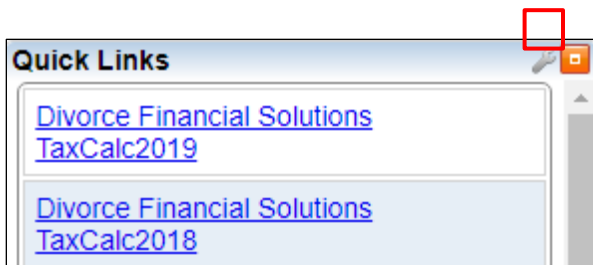 Quick Links
Divorce Financial Solutions
TaxCalc2019
Divorce Financial Solutions
TaxCalc2018